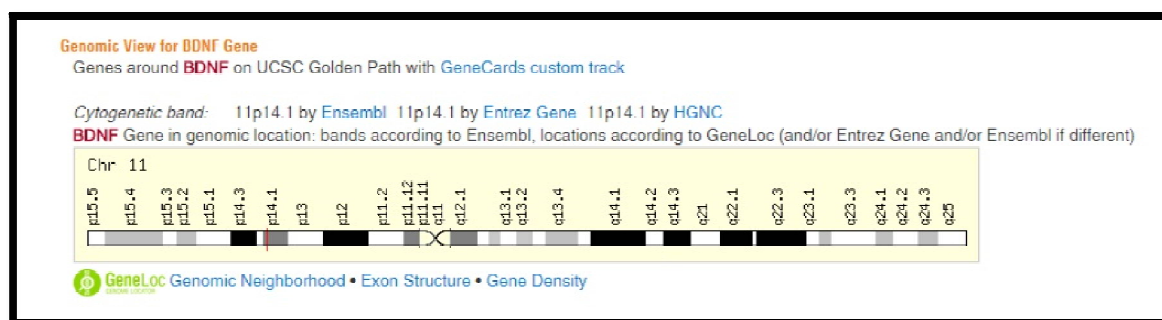 Genomic View for BDNF Gene
Genes around BDNF on UCSC Golden Path with GeneCards custom track
Cytogenetic band: 11p14.1 by Ensembl 11p14.1 by Entrez Gene 11p14.1 by HGNC
BDNF Gene in genomic location: bands according to Ensembl, locations according to GeneLoc (and/or Entrez Gene and/or Ensembl if different)
Chr 11
p15.5 p15.4 p15.3 p15.2 p15.1 p14.3 p14.1 p13 p12 p11.2 p11.12 p11.11 q11 q12.1 q13.1 q13.2 q13.4 q14.1 q14.2 q14.3 q21 q22.1 q22.3 q23.1 q23.3 q24.1 q24.2 q24.3 q25
GeneLoc Genomic Neighborhood • Exon Structure • Gene Density